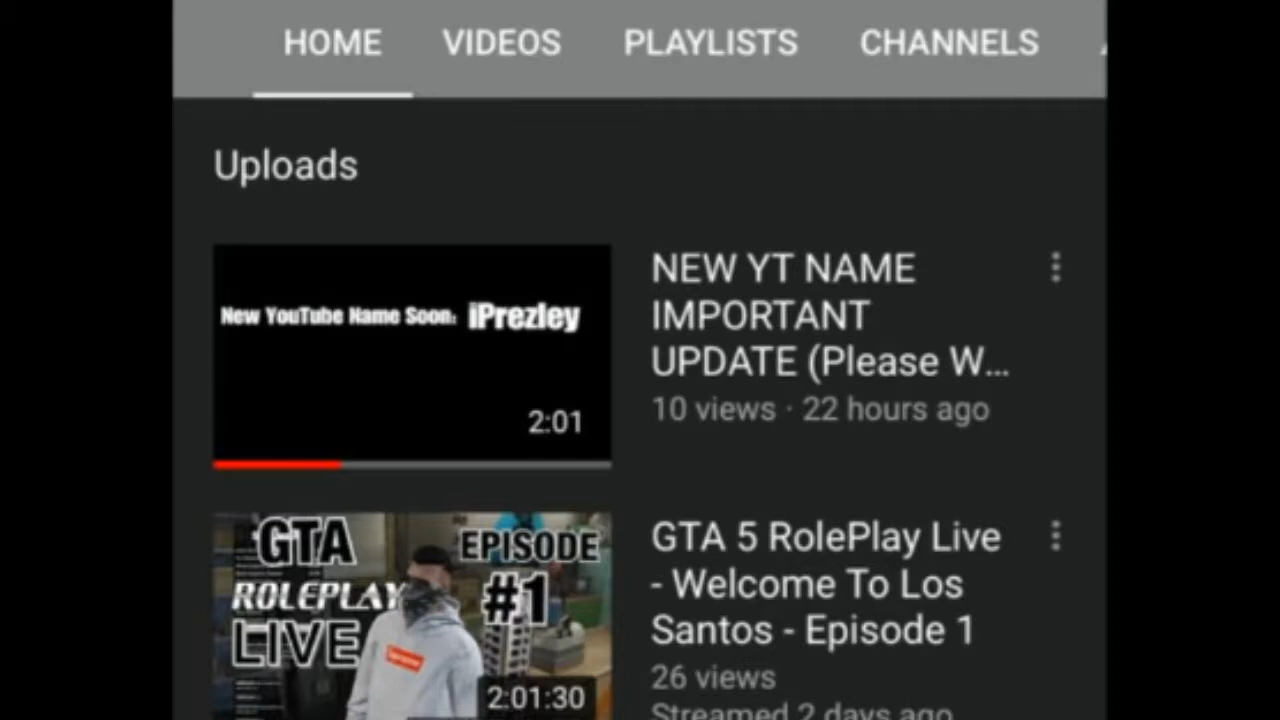 HOME VIDEOS PLAYLISTS CHANNELS
Uploads
New YouTube Name Soon: iPrezley
2:01
NEW YT NAME
IMPORTANT
UPDATE (Please W...
10 views · 22 hours ago
GTA
ROLEPLAY
LIVE
EPISODE
#1
2:01:30
GTA 5 RolePlay Live
- Welcome To Los
Santos - Episode 1
26 views
Streamed 2 days ago